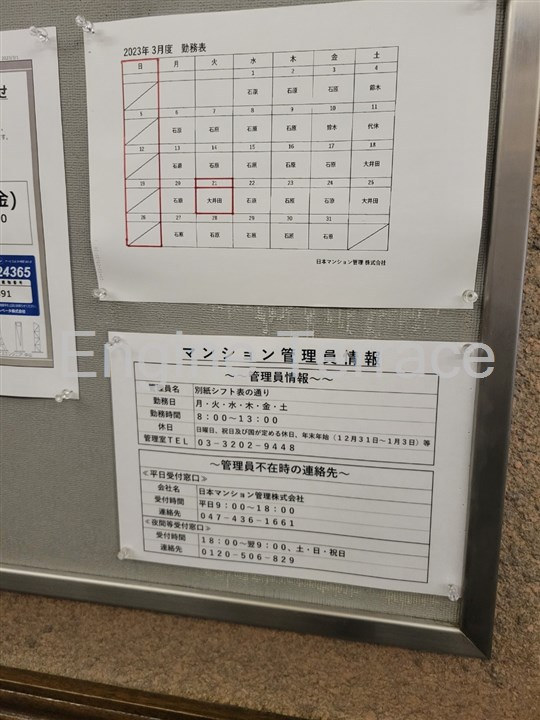 2023年 3月度 勤務表
日 月 火 水 木 金 土
1 2 3 4
石原 石原 石原 鈴木
5 6 7 8 9 10 11
石原 石原 石原 石原 鈴木 代休
12 13 14 15 16 17 18
石原 石原 石原 石原 石原 大井田
19 20 21 22 23 24 25
石原 大井田 石原 石原 石原 大井田
26 27 28 29 30 31
石原 石原 石原 石原 石原
日本マンション管理 株式会社
せ
金)
0
24365
91
Engine Terrace
マンション管理員情報
～管理員情報～～
管理員名 別紙シフト表の通り
勤務日 月・火・水・木・金・土
勤務時間 8:00～13:00
休日 日曜日、祝日及び国が定める休日、年末年始（12月31日～1月3日）等
管理室TEL 03-3202-9448
～管理員不在時の連絡先～
≪平日受付窓口≫
会社名 日本マンション管理株式会社
受付時間 平日9:00～18:00
連絡先 047-436-1661
≪夜間等受付窓口≫
受付時間 18:00～翌9:00、土・日・祝日
連絡先 0120-506-829